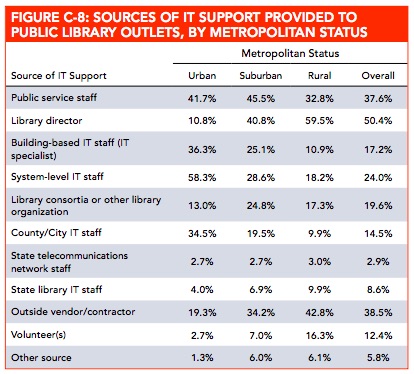 FIGURE C-8: SOURCES OF IT SUPPORT PROVIDED TO
PUBLIC LIBRARY OUTLETS, BY METROPOLITAN STATUS
Metropolitan Status
Source of IT Support Urban Suburban Rural Overall
Public service staff 41.7% 45.5% 32.8% 37.6%
Library director 10.8% 40.8% 59.5% 50.4%
Building-based IT staff (IT
specialist) 36.3% 25.1% 10.9% 17.2%
System-level IT staff 58.3% 28.6% 18.2% 24.0%
Library consortia or other library
organization 13.0% 24.8% 17.3% 19.6%
County/City IT staff 34.5% 19.5% 9.9% 14.5%
State telecommunications
network staff 2.7% 2.7% 3.0% 2.9%
State library IT staff 4.0% 6.9% 9.9% 8.6%
Outside vendor/contractor 19.3% 34.2% 42.8% 38.5%
Volunteer(s) 2.7% 7.0% 16.3% 12.4%
Other source 1.3% 6.0% 6.1% 5.8%